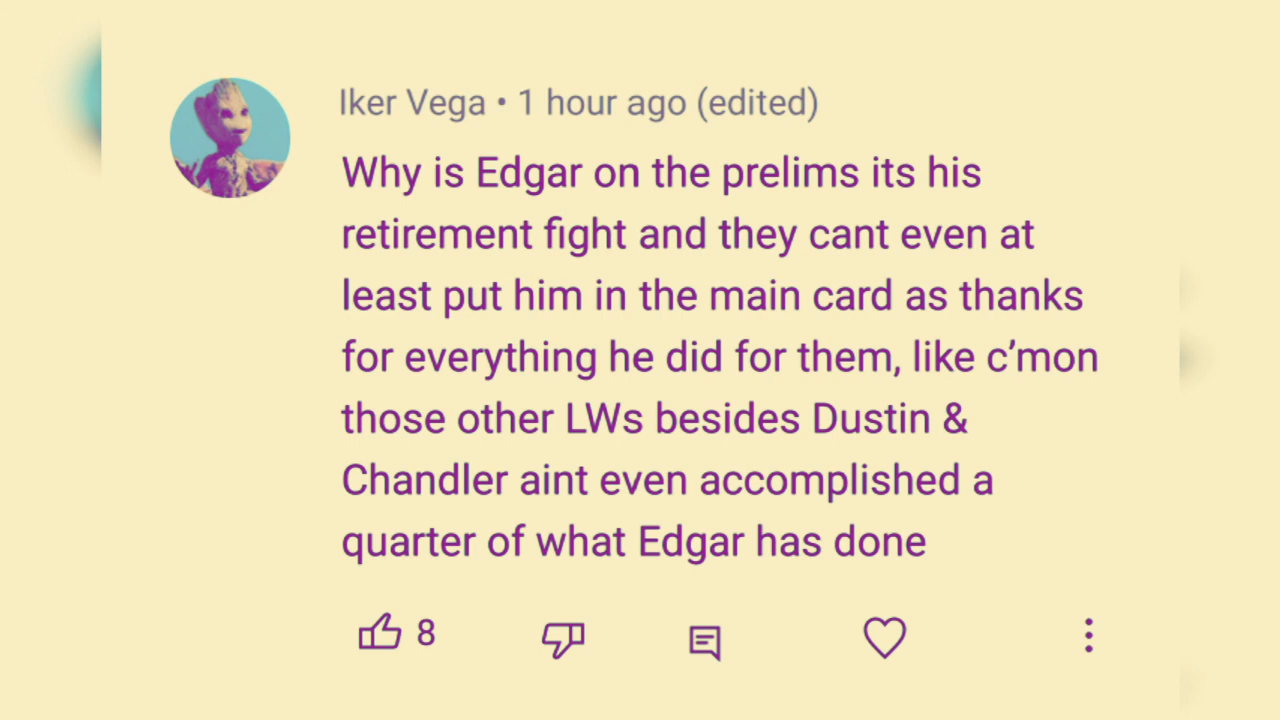 Iker Vega • 1 hour ago (edited)
Why is Edgar on the prelims its his
retirement fight and they cant even at
least put him in the main card as thanks
for everything he did for them, like c’mon
those other LWs besides Dustin &
Chandler aint even accomplished a
quarter of what Edgar has done
8